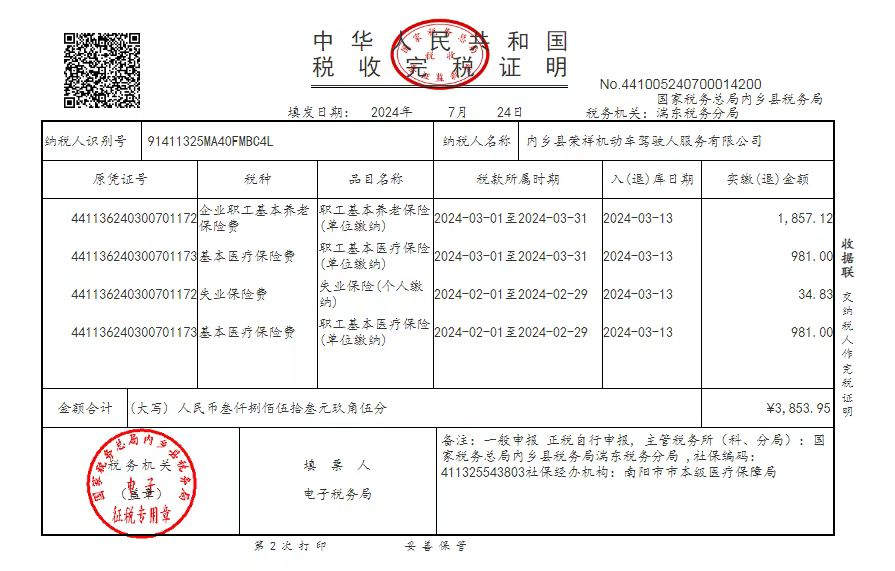 中华人民共和国
税收完税证明
No.441005240700014200
国家税务总局内乡县税务局
填发日期: 2024年 7月 24日 税务机关: 湍东税务分局
纳税人识别号 91411325MA40FMBC4L 纳税人名称 内乡县荣祥机动车驾驶人服务有限公司
原凭证号 税种 品目名称 税款所属时期 入(退)库日期 实缴(退)金额
441136240300701172 企业职工基本养老保险费 职工基本养老保险(单位缴纳) 2024-03-01至2024-03-31 2024-03-13 1,857.12
441136240300701173 基本医疗保险费 职工基本医疗保险(单位缴纳) 2024-03-01至2024-03-31 2024-03-13 981.00
441136240300701172 失业保险费 失业保险(个人缴纳) 2024-02-01至2024-02-29 2024-03-13 34.83
441136240300701173 基本医疗保险费 职工基本医疗保险(单位缴纳) 2024-02-01至2024-02-29 2024-03-13 981.00
金额合计 (大写) 人民币叁仟捌佰伍拾叁元玖角伍分 ¥3,853.95
税务机关
(盖章)
国家税务总局内乡县税务局
电子
征税专用章
填 票 人
电子税务局
备注: 一般申报 正税自行申报, 主管税务所(科、分局): 国
家税务总局内乡县税务局湍东税务分局 ,社保编码:
411325543803社保经办机构: 南阳市市本级医疗保障局
收据联 交纳税人作完税证明
第2次打印 妥善保管